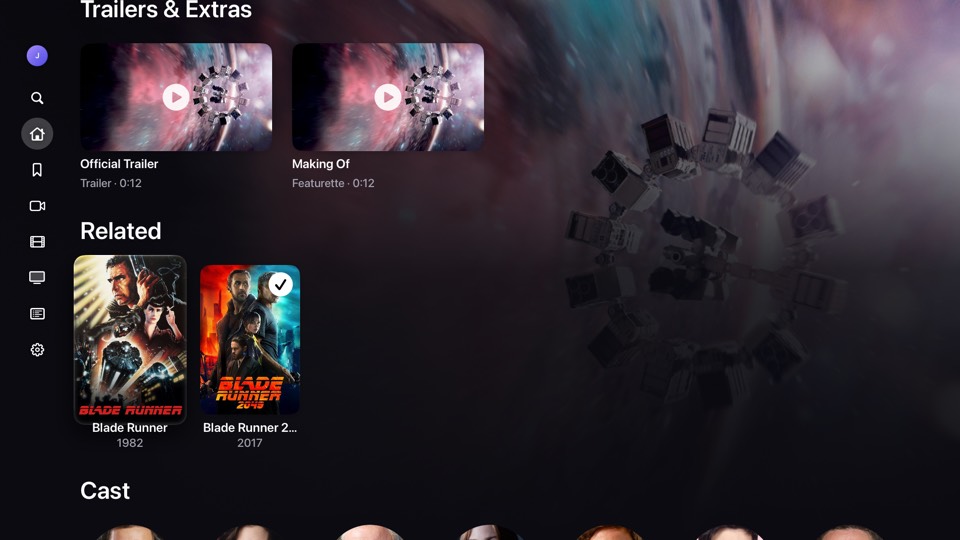 Trailers & Extras
J
Official Trailer
Trailer · 0:12
Making Of
Featurette · 0:12
Related
BLADE RUNNER
BLADE
RUNNER
2049
Blade Runner
1982
Blade Runner 2...
2017
Cast